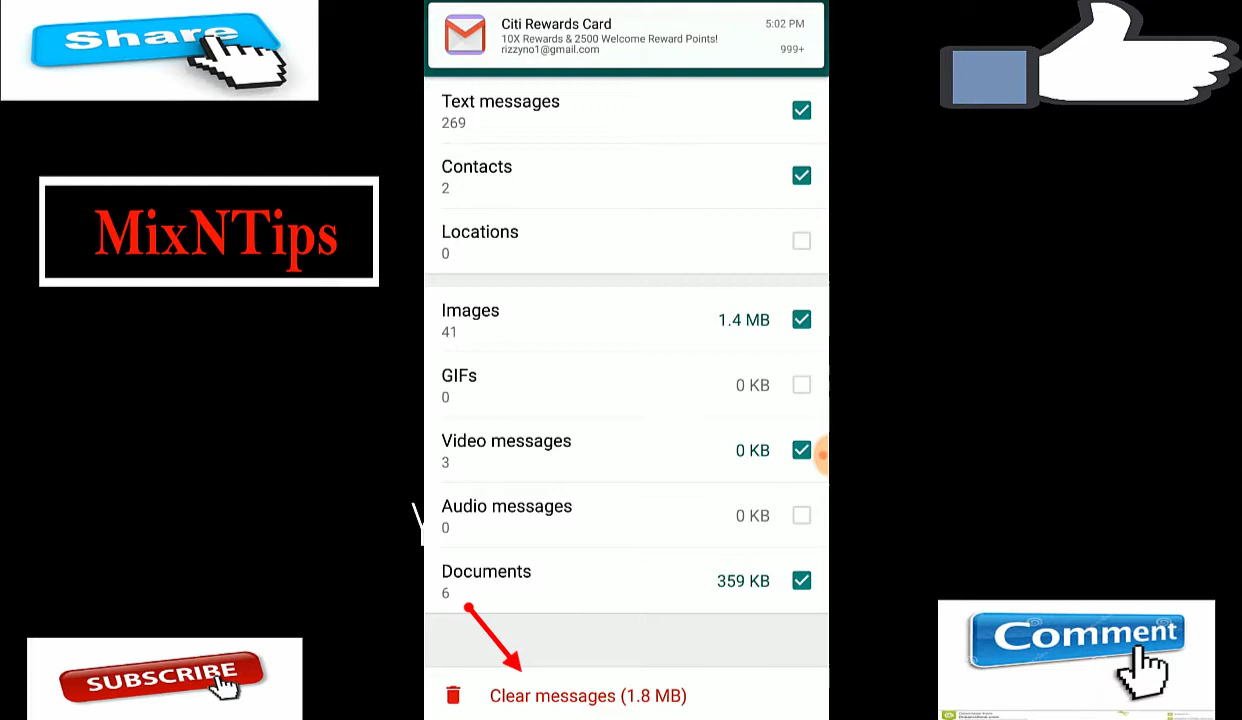 Share
MixNTips
SUBSCRIBE
Citi Rewards Card
5:02 PM
10X Rewards & 2500 Welcome Reward Points!
rizzyno1@gmail.com
999+
Text messages
269
Contacts
2
Locations
0
Images
1.4 MB
41
GIFs
0 KB
0
Video messages
0 KB
3
Audio messages
0 KB
0
Documents
359 KB
6
Clear messages (1.8 MB)
Comment